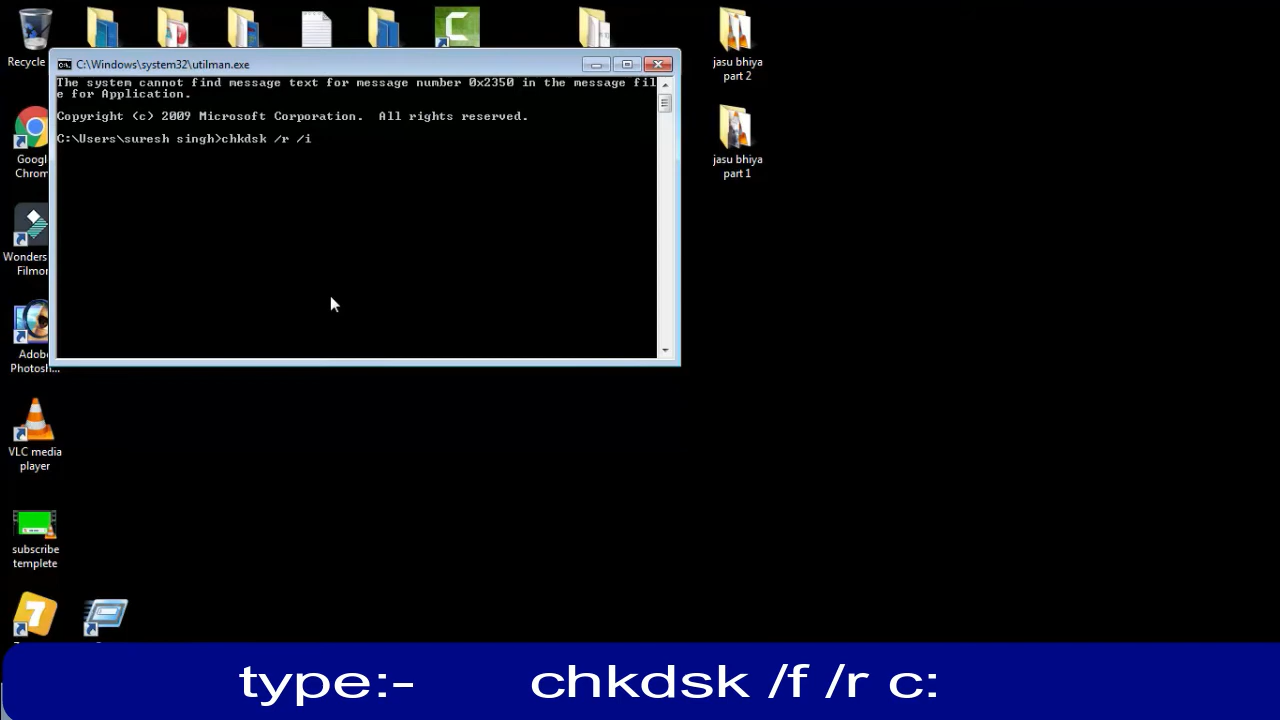 C:\Windows\system32\utilman.exe
The system cannot find message text for message number 0x2350 in the message fil
e for Application.
Copyright (c) 2009 Microsoft Corporation.  All rights reserved.
C:\Users\suresh singh>chkdsk /r /i
Recycle
Google
Chrom
Wonders
Filmor
Adobe
Photosh...
VLC media
player
subscribe
templete
7
jasu bhiya
part 2
jasu bhiya
part 1
type:- chkdsk /f /r c: